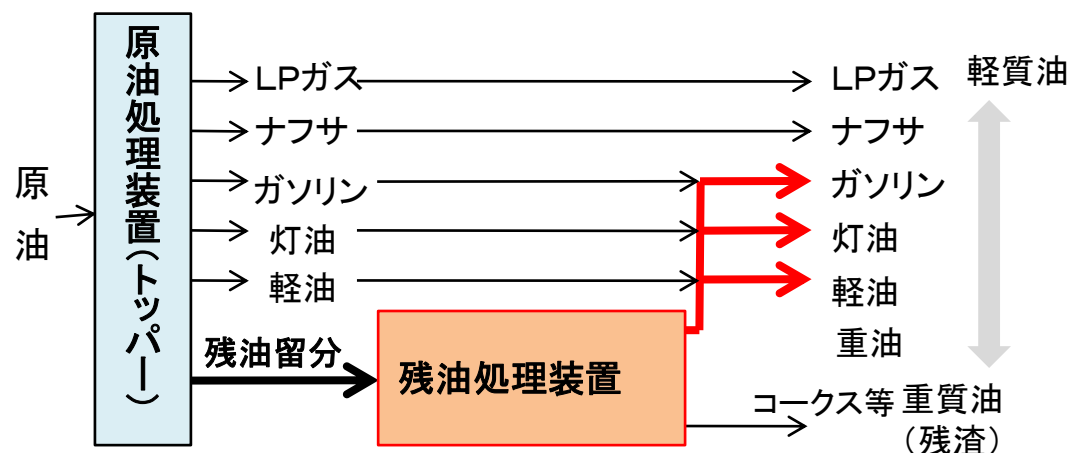 原油
原油処理装置(トッパー)
LPガス
ナフサ
ガソリン
灯油
軽油
残油留分
残油処理装置
LPガス
ナフサ
ガソリン
灯油
軽油
重油
コークス等
軽質油
重質油
(残渣)